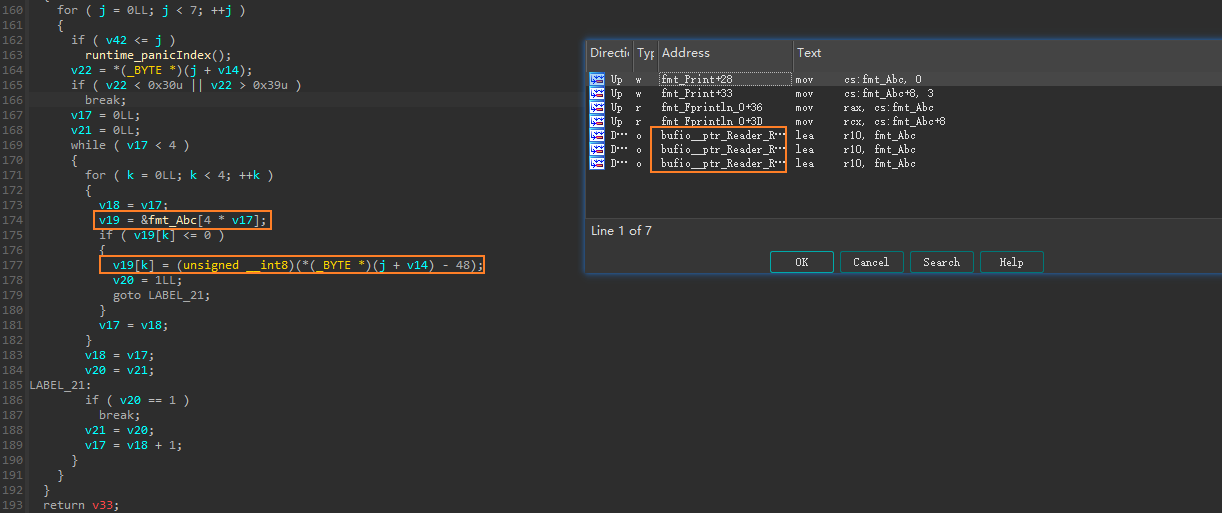 160 for ( j = 0LL; j < 7; ++j )
161 {
162 if ( v42 <= j )
163 runtime_panicIndex();
164 v22 = *(_BYTE *)(j + v14);
165 if ( v22 < 0x30u || v22 > 0x39u )
166 break;
167 v17 = 0LL;
168 v21 = 0LL;
169 while ( v17 < 4 )
170 {
171 for ( k = 0LL; k < 4; ++k )
172 {
173 v18 = v17;
174 v19 = &fmt_Abc[4 * v17];
175 if ( v19[k] <= 0 )
176 {
177 v19[k] = (unsigned __int8)(*(_BYTE *)(j + v14) - 48);
178 v20 = 1LL;
179 goto LABEL_21;
180 }
181 v17 = v18;
182 }
183 v18 = v17;
184 v20 = v21;
185 LABEL_21:
186 if ( v20 == 1 )
187 break;
188 v21 = v20;
189 v17 = v18 + 1;
190 }
191 }
192 }
193 return v33;
Directi Typ Address Text
Up w fmt_Print+28 mov cs:fmt_Abc, 0
Up w fmt_Print+33 mov cs:fmt_Abc+8, 3
Up r fmt_Fprintln_0+36 mov rax, cs:fmt_Abc
Up r fmt_Fprintln_0+3D mov rcx, cs:fmt_Abc+8
D… o bufio__ptr_Reader_R… lea r10, fmt_Abc
D… o bufio__ptr_Reader_R… lea r10, fmt_Abc
D… o bufio__ptr_Reader_R… lea r10, fmt_Abc
Line 1 of 7
OK Cancel Search Help